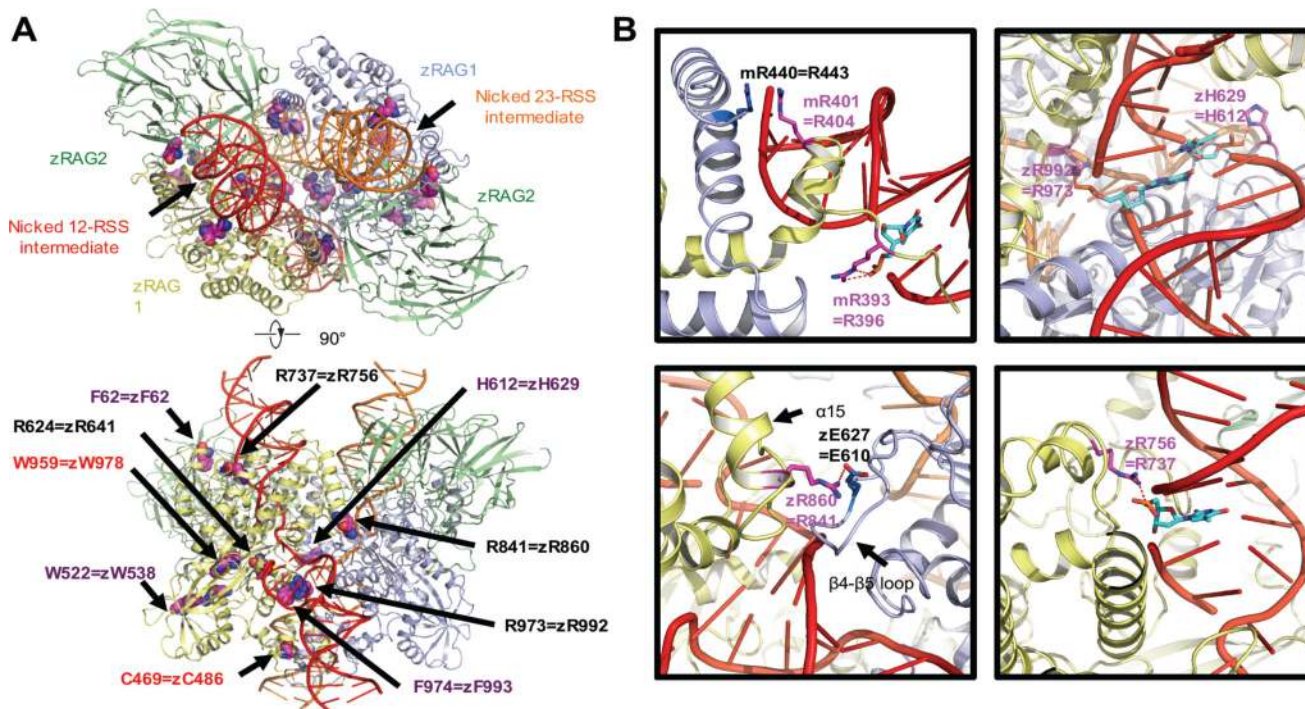 A
zRAG1
Nicked 23-RSS
intermediate
zRAG2
zRAG2
Nicked 12-RSS
intermediate
zRAG
1
90°
R737=zR756
H612=zH629
F62=zF62
R624=zR641
W959=zW978
W522=zW538
R841=zR860
R973=zR992
C469=zC486
F974=zF993
B
mR440=R443
mR401
=R404
mR393
=R396
zH629
=H612
zR992
=R973
α15
zE627
=E610
zR860
=R841
β4-β5 loop
zR756
=R737